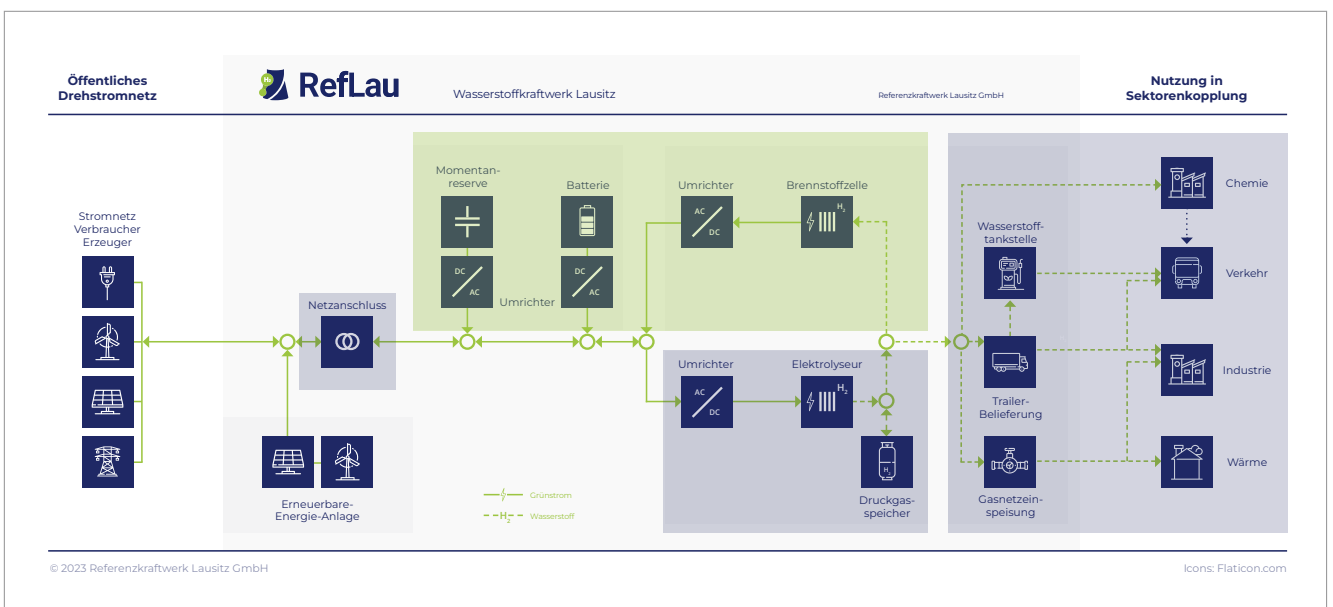 Öffentliches
Drehstromnetz
H₂
RefLau
Wasserstoffkraftwerk Lausitz
Referenzkraftwerk Lausitz GmbH
Nutzung in
Sektorenkopplung
Stromnetz
Verbraucher
Erzeuger
Netzanschluss
Momentan-
reserve
Batterie
DC
AC
DC
AC
Umrichter
Umrichter
AC
DC
Brennstoffzelle
H₂
Umrichter
AC
DC
Elektrolyseur
H₂
H₂
Druckgas-
speicher
Erneuerbare-
Energie-Anlage
Grünstrom
H₂
Wasserstoff
Wasserstoff-
tankstelle
Trailer-
Belieferung
Gasnetzein-
speisung
Chemie
Verkehr
Industrie
Wärme
© 2023 Referenzkraftwerk Lausitz GmbH
Icons: Flaticon.com